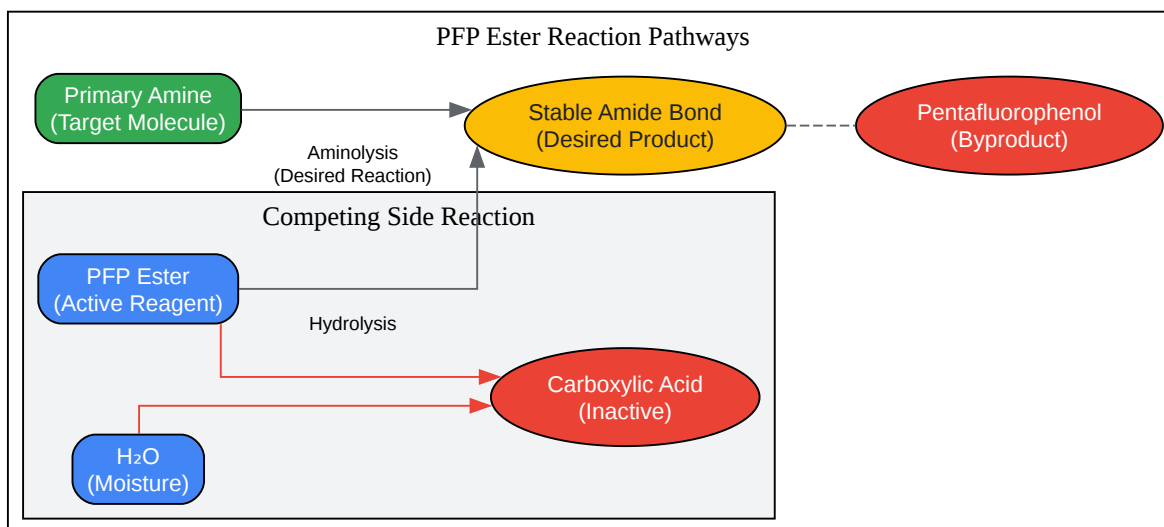 PFP Ester Reaction Pathways
Primary Amine
(Target Molecule)
Stable Amide Bond
(Desired Product)
Pentafluorophenol
(Byproduct)
Aminolysis
(Desired Reaction)
Competing Side Reaction
PFP Ester
(Active Reagent)
Hydrolysis
Carboxylic Acid
(Inactive)
H₂O
(Moisture)